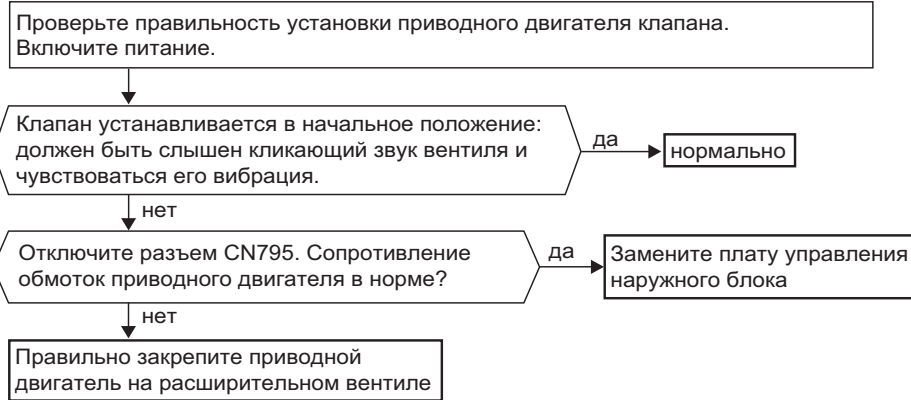 Проверьте правильность установки приводного двигателя клапана.
Включите питание.
Клапан устанавливается в начальное положение:
должен быть слышен кликающий звук вентиля и
чувствоваться его вибрация.
да
нормально
нет
Отключите разъем CN795. Сопротивление
обмоток приводного двигателя в норме?
да
Замените плату управления
наружного блока
нет
Правильно закрепите приводной
двигатель на расширительном вентиле